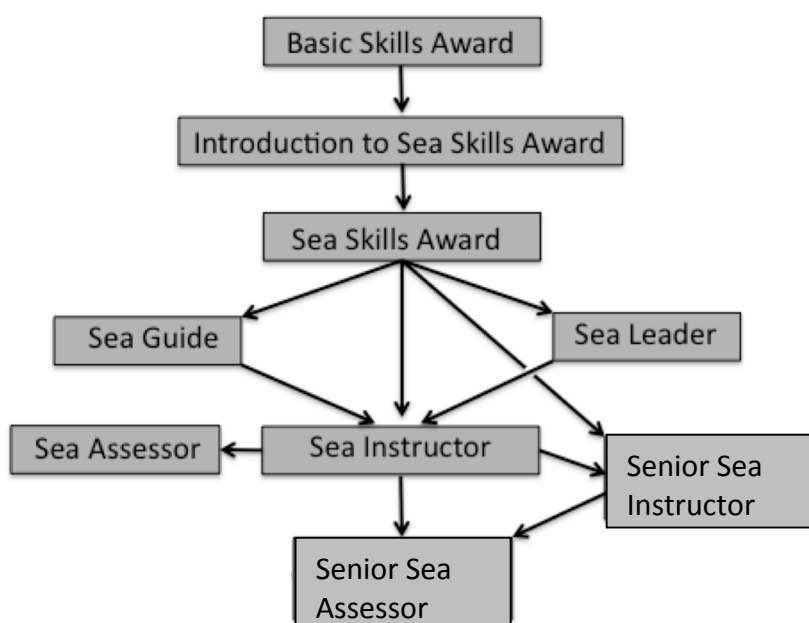 Basic Skills Award
Introduction to Sea Skills Award
Sea Skills Award
Sea Guide
Sea Leader
Sea Assessor
Sea Instructor
Senior Sea
Instructor
Senior Sea
Assessor